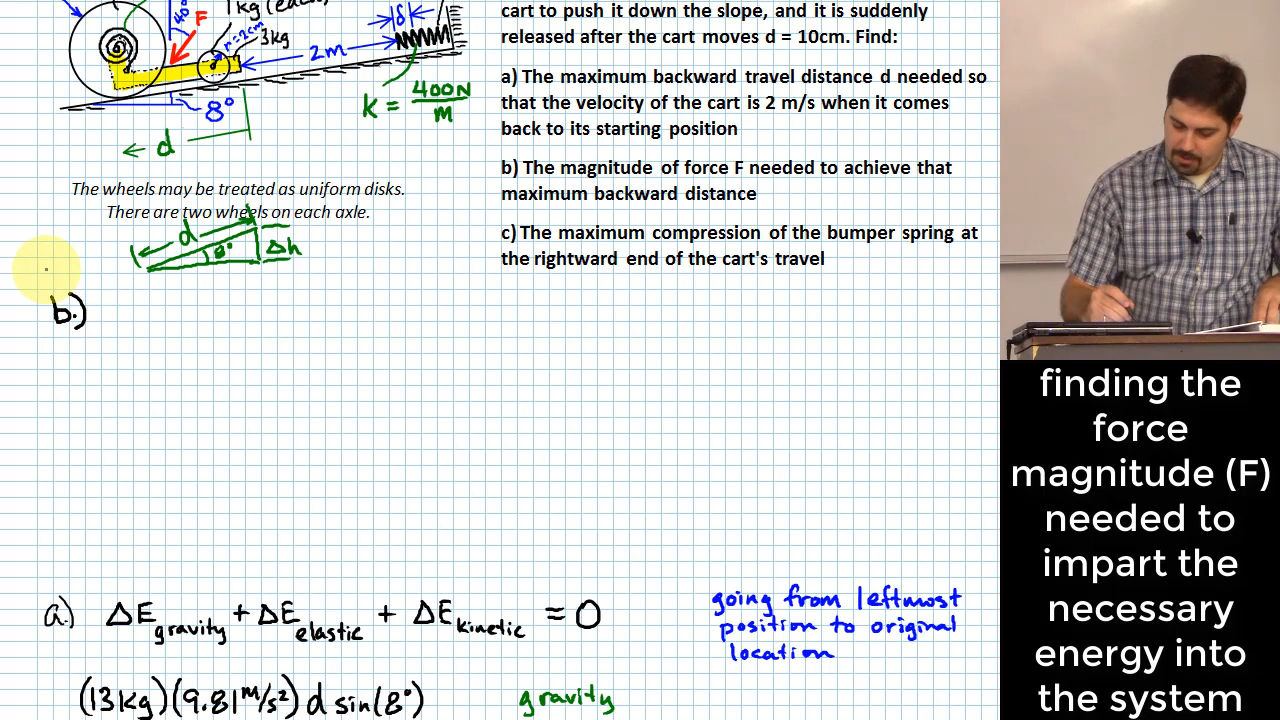 40°
F
1kg (each)
r=2cm
3kg
2m
δ
8°
k = 400N/m
d
cart to push it down the slope, and it is suddenly
released after the cart moves d = 10cm. Find:
a) The maximum backward travel distance d needed so
that the velocity of the cart is 2 m/s when it comes
back to its starting position
b) The magnitude of force F needed to achieve that
maximum backward distance
c) The maximum compression of the bumper spring at
the rightward end of the cart's travel
The wheels may be treated as uniform disks.
There are two wheels on each axle.
d
8°
Δh
b.)
a.) ΔE gravity + ΔE elastic + ΔE kinetic = 0
going from leftmost
position to original
location
(13kg)(9.81 m/s²) d sin(8°)
gravity
finding the
force
magnitude (F)
needed to
impart the
necessary
energy into
the system